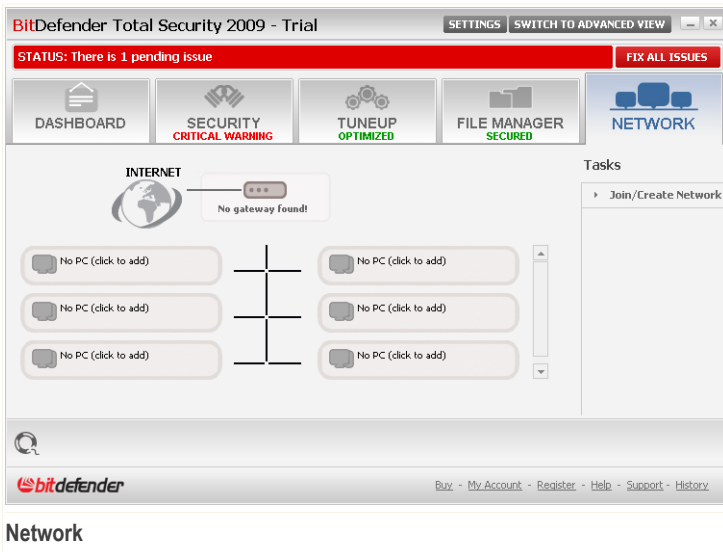 BitDefender Total Security 2009 - Trial
SETTINGS
SWITCH TO ADVANCED VIEW
STATUS: There is 1 pending issue
FIX ALL ISSUES
DASHBOARD
SECURITY
CRITICAL WARNING
TUNEUP
OPTIMIZED
FILE MANAGER
SECURED
NETWORK
INTERNET
No gateway found!
Tasks
Join/Create Network
No PC (click to add)
No PC (click to add)
No PC (click to add)
No PC (click to add)
No PC (click to add)
No PC (click to add)
bitdefender
Buy - My Account - Register - Help - Support - History
Network